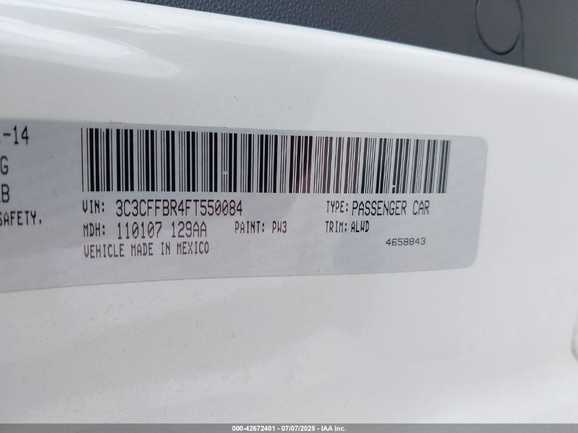 -14
G
B
SAFETY.
VIN: 3C3CFFBR4FT550084 TYPE: PASSENGER CAR
MDH: 110107 129AA PAINT: PW3 TRIM: ALWD
VEHICLE MADE IN MEXICO 4658843
000-42672401 - 07/07/2025 - IAA Inc.